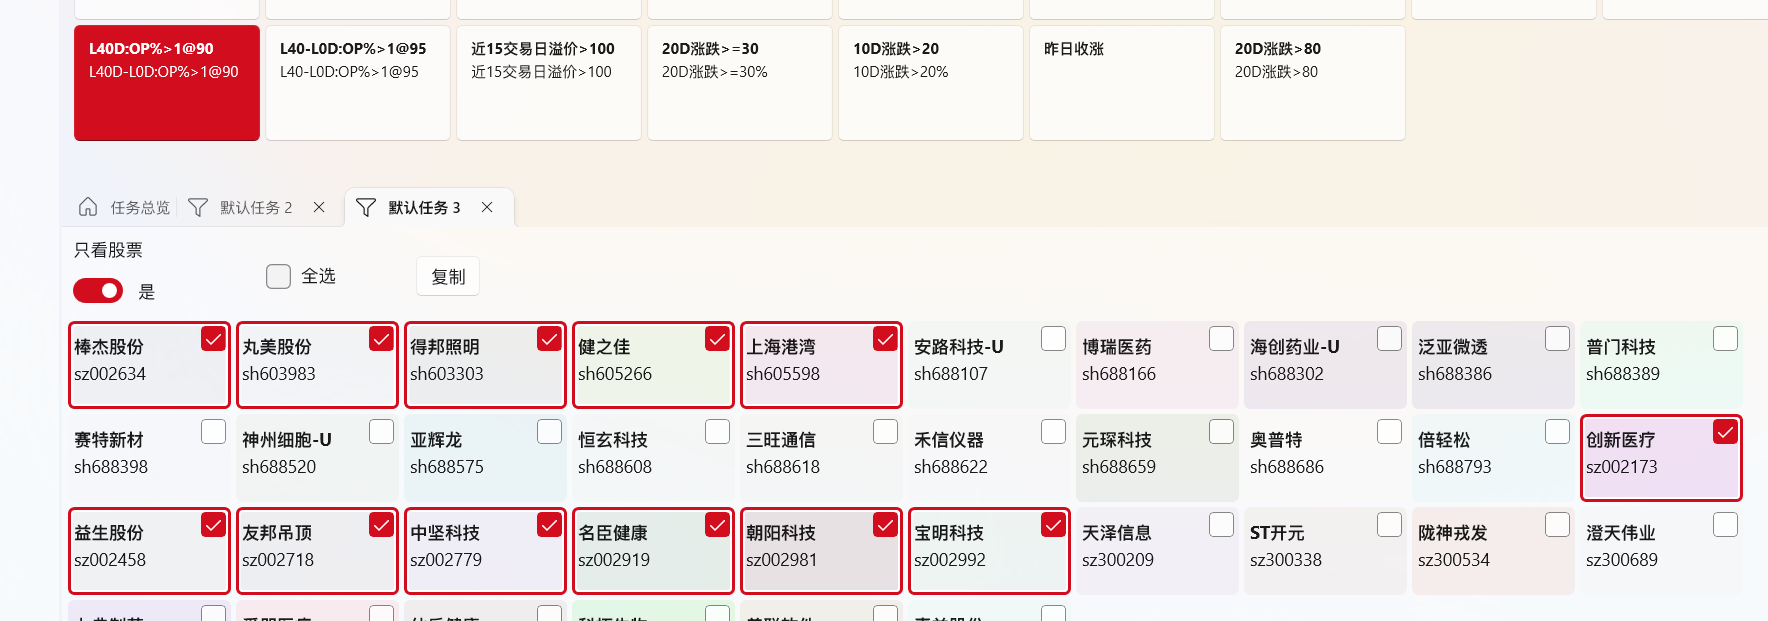 L40D:OP%>1@90
L40D-L0D:OP%>1@90
L40-L0D:OP%>1@95
L40-L0D:OP%>1@95
近15交易日溢价>100
近15交易日溢价>100
20D涨跌>=30
20D涨跌>=30%
10D涨跌>20
10D涨跌>20%
昨日收涨
20D涨跌>80
20D涨跌>80
任务总览
默认任务 2
默认任务 3
只看股票
是
全选
复制
棒杰股份
sz002634
丸美股份
sh603983
得邦照明
sh603303
健之佳
sh605266
上海港湾
sh605598
安路科技-U
sh688107
博瑞医药
sh688166
海创药业-U
sh688302
泛亚微透
sh688386
普门科技
sh688389
赛特新材
sh688398
神州细胞-U
sh688520
亚辉龙
sh688575
恒玄科技
sh688608
三旺通信
sh688618
禾信仪器
sh688622
元琛科技
sh688659
奥普特
sh688686
倍轻松
sh688793
创新医疗
sz002173
益生股份
sz002458
友邦吊顶
sz002718
中坚科技
sz002779
名臣健康
sz002919
朝阳科技
sz002981
宝明科技
sz002992
天泽信息
sz300209
ST开元
sz300338
陇神戎发
sz300534
澄天伟业
sz300689